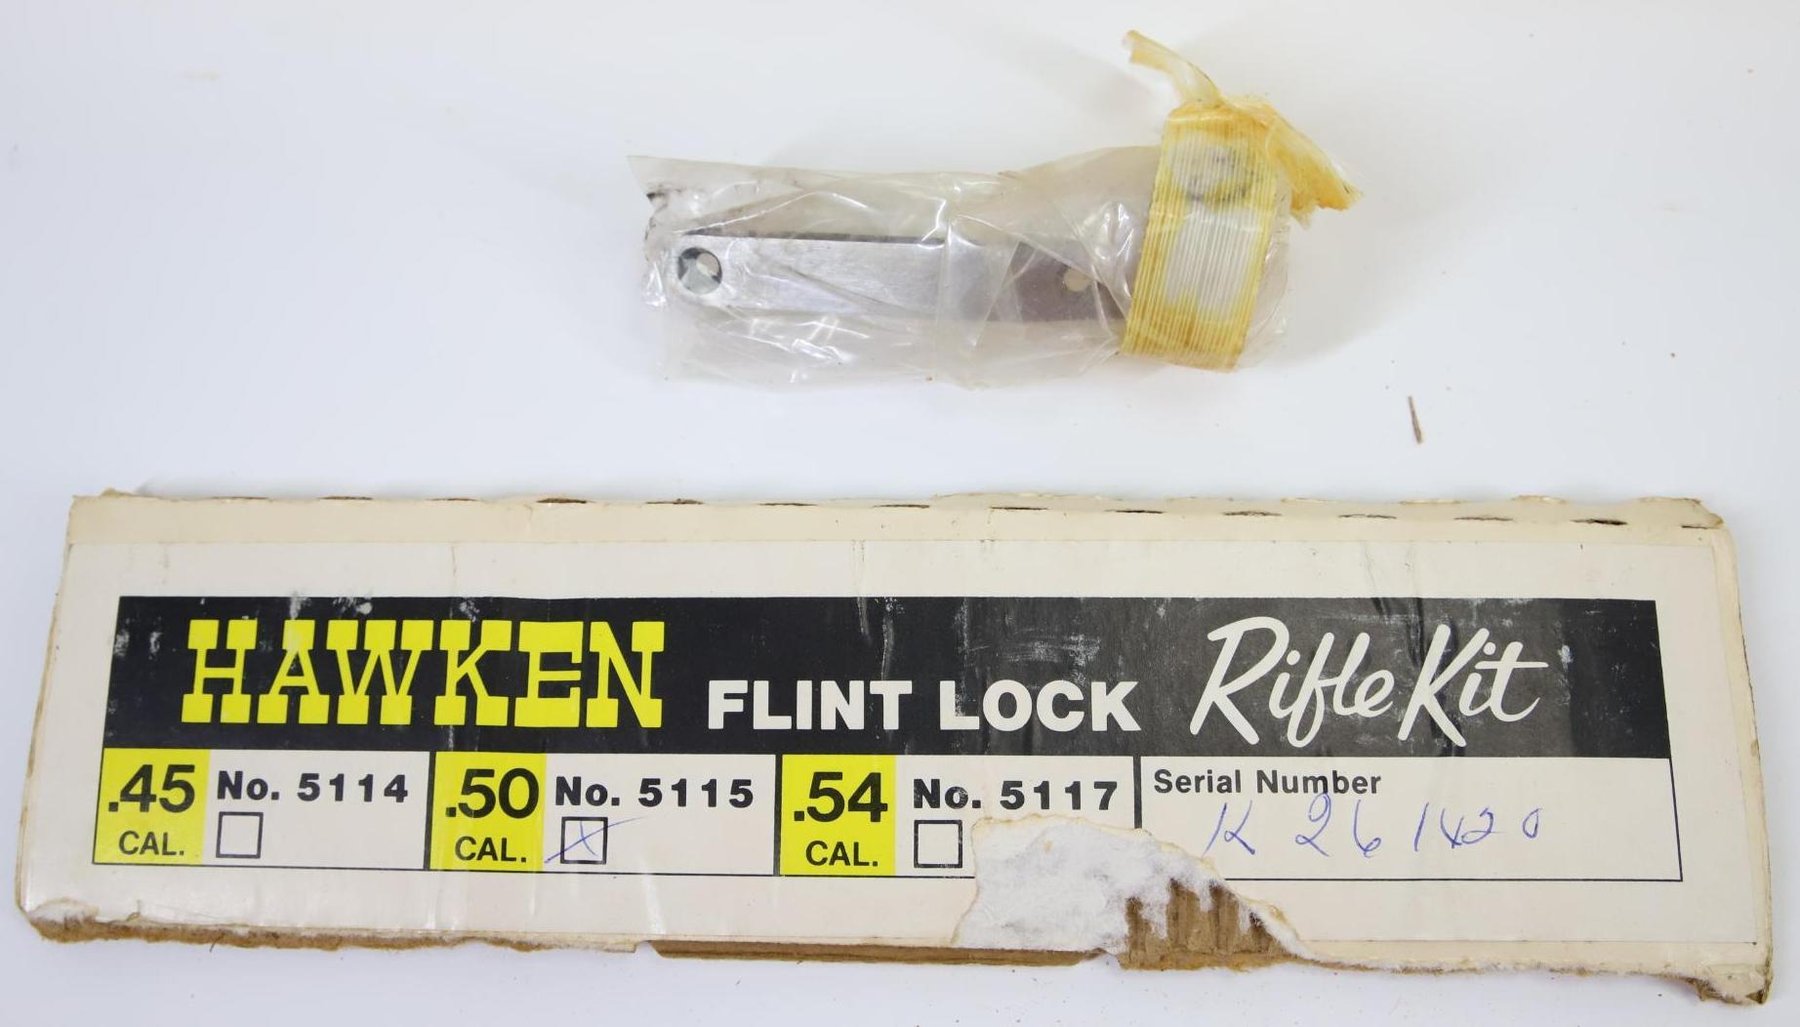 HAWKEN FLINT LOCK Rifle Kit
.45 CAL. No. 5114
.50 CAL. No. 5115 X
.54 CAL. No. 5117
Serial Number
K 261420